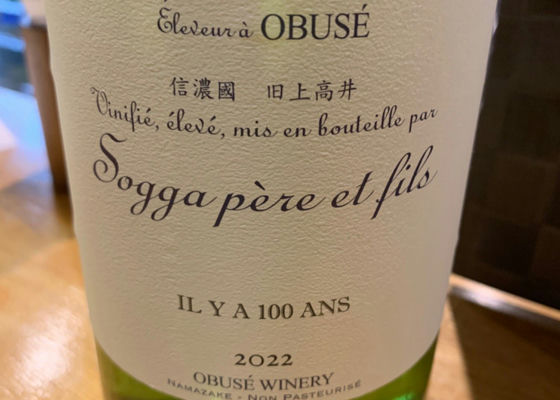 Éleveur à OBUSÉ
信濃國 旧上高井
Vinifié, élevé, mis en bouteille par
Sogga père et fils
IL Y A 100 ANS
2022
OBUSÉ WINERY
NAMAZAKE - NON PASTEURISÉ